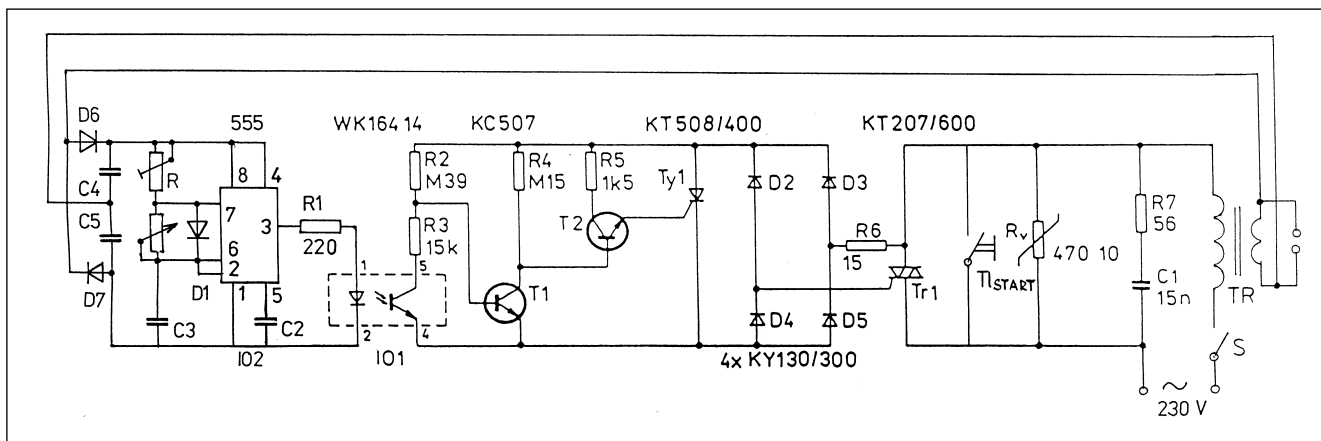 555
WK164 14
KC507
KT508/400
KT207/600
D6
C4
C5
D7
R
8
4
7
3
6
2
1
5
D1
C3
C2
IO2
R1
220
1
2
5
4
IO1
R2
M39
R3
15k
R4
M15
T1
R5
1k5
T2
Ty1
D2
D3
D4
D5
4x KY130/300
R6
15
Tr1
TlSTART
Rv
470 10
R7
56
C1
15n
TR
S
~
230 V